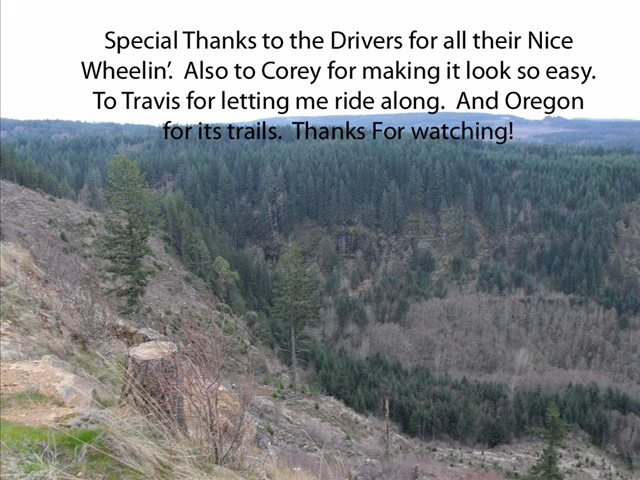 Special Thanks to the Drivers for all their Nice
Wheelin’.  Also to Corey for making it look so easy.
To Travis for letting me ride along.  And Oregon
for its trails.  Thanks For watching!